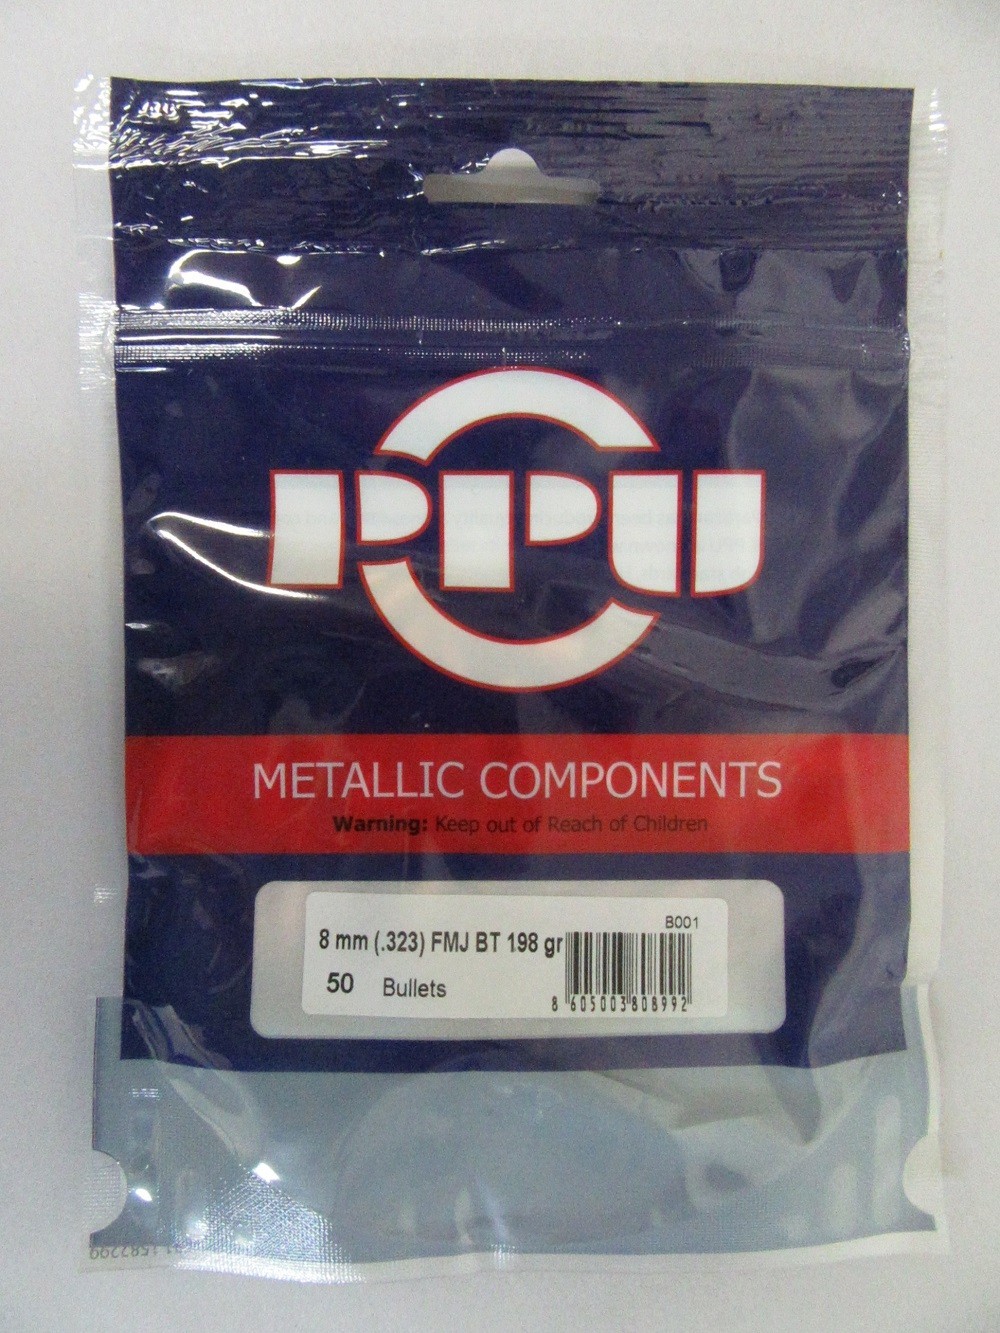 PPU
METALLIC COMPONENTS
Warning: Keep out of Reach of Children
B001
8 mm (.323) FMJ BT 198 gr
50 Bullets
8 605003 808992